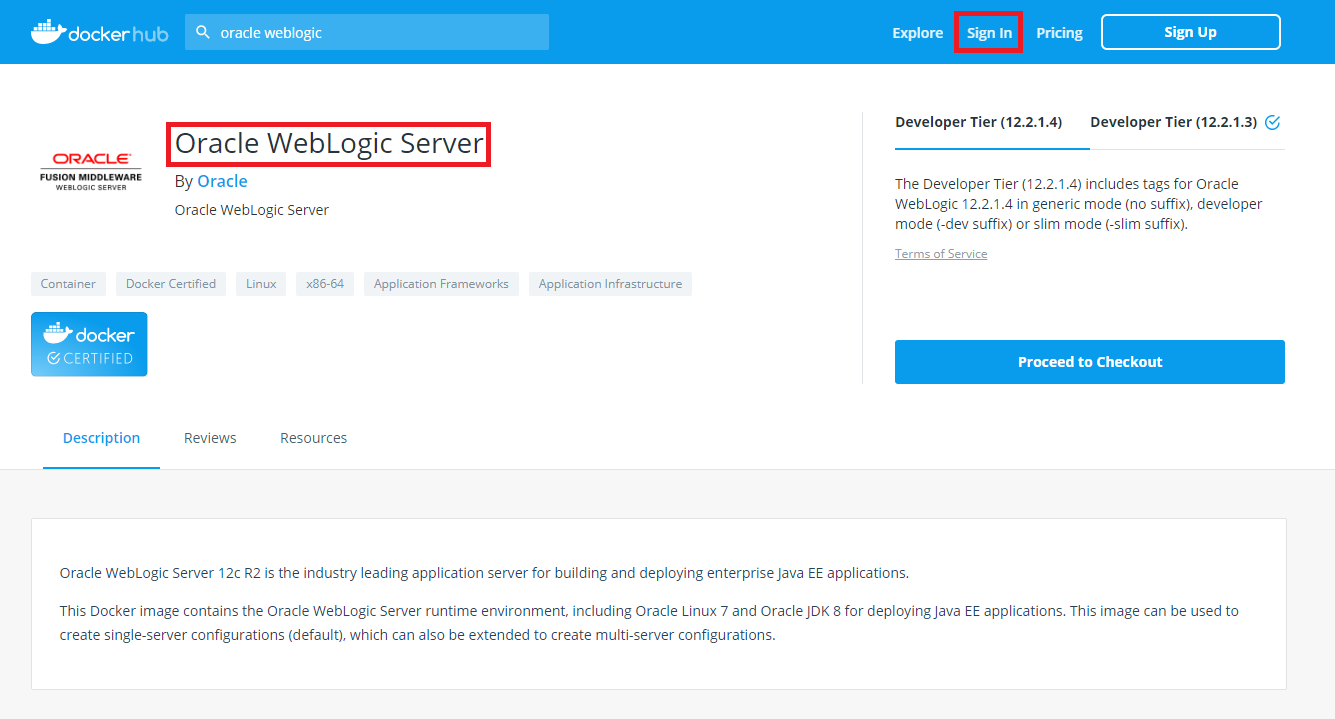 docker hub
oracle weblogic
Explore
Sign In
Pricing
Sign Up
ORACLE
FUSION MIDDLEWARE
WEBLOGIC SERVER
Oracle WebLogic Server
By Oracle
Oracle WebLogic Server
Container
Docker Certified
Linux
x86-64
Application Frameworks
Application Infrastructure
docker
CERTIFIED
Developer Tier (12.2.1.4)
Developer Tier (12.2.1.3)
The Developer Tier (12.2.1.4) includes tags for Oracle
WebLogic 12.2.1.4 in generic mode (no suffix), developer
mode (-dev suffix) or slim mode (-slim suffix).
Terms of Service
Proceed to Checkout
Description
Reviews
Resources
Oracle WebLogic Server 12c R2 is the industry leading application server for building and deploying enterprise Java EE applications.
This Docker image contains the Oracle WebLogic Server runtime environment, including Oracle Linux 7 and Oracle JDK 8 for deploying Java EE applications. This image can be used to
create single-server configurations (default), which can also be extended to create multi-server configurations.